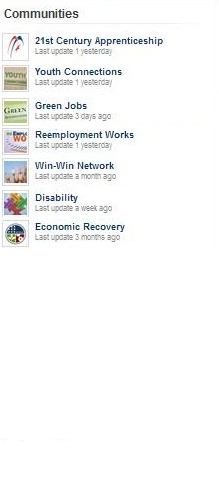 Communities
21st Century Apprenticeship
Last update 1 yesterday
YOUTH
Youth Connections
Last update 1 yesterday
GREEN
Green Jobs
Last update 3 days ago
Reemployment Works
Last update 1 yesterday
Win-Win Network
Last update a month ago
Disability
Last update a week ago
Economic Recovery
Last update 3 months ago